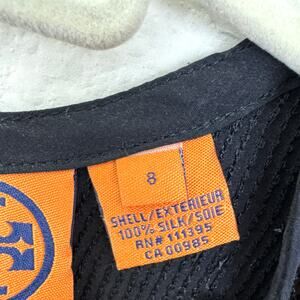 8
SHELL/EXTERIEUR
100% SILK/SOIE
RN# 111395
CA 00985